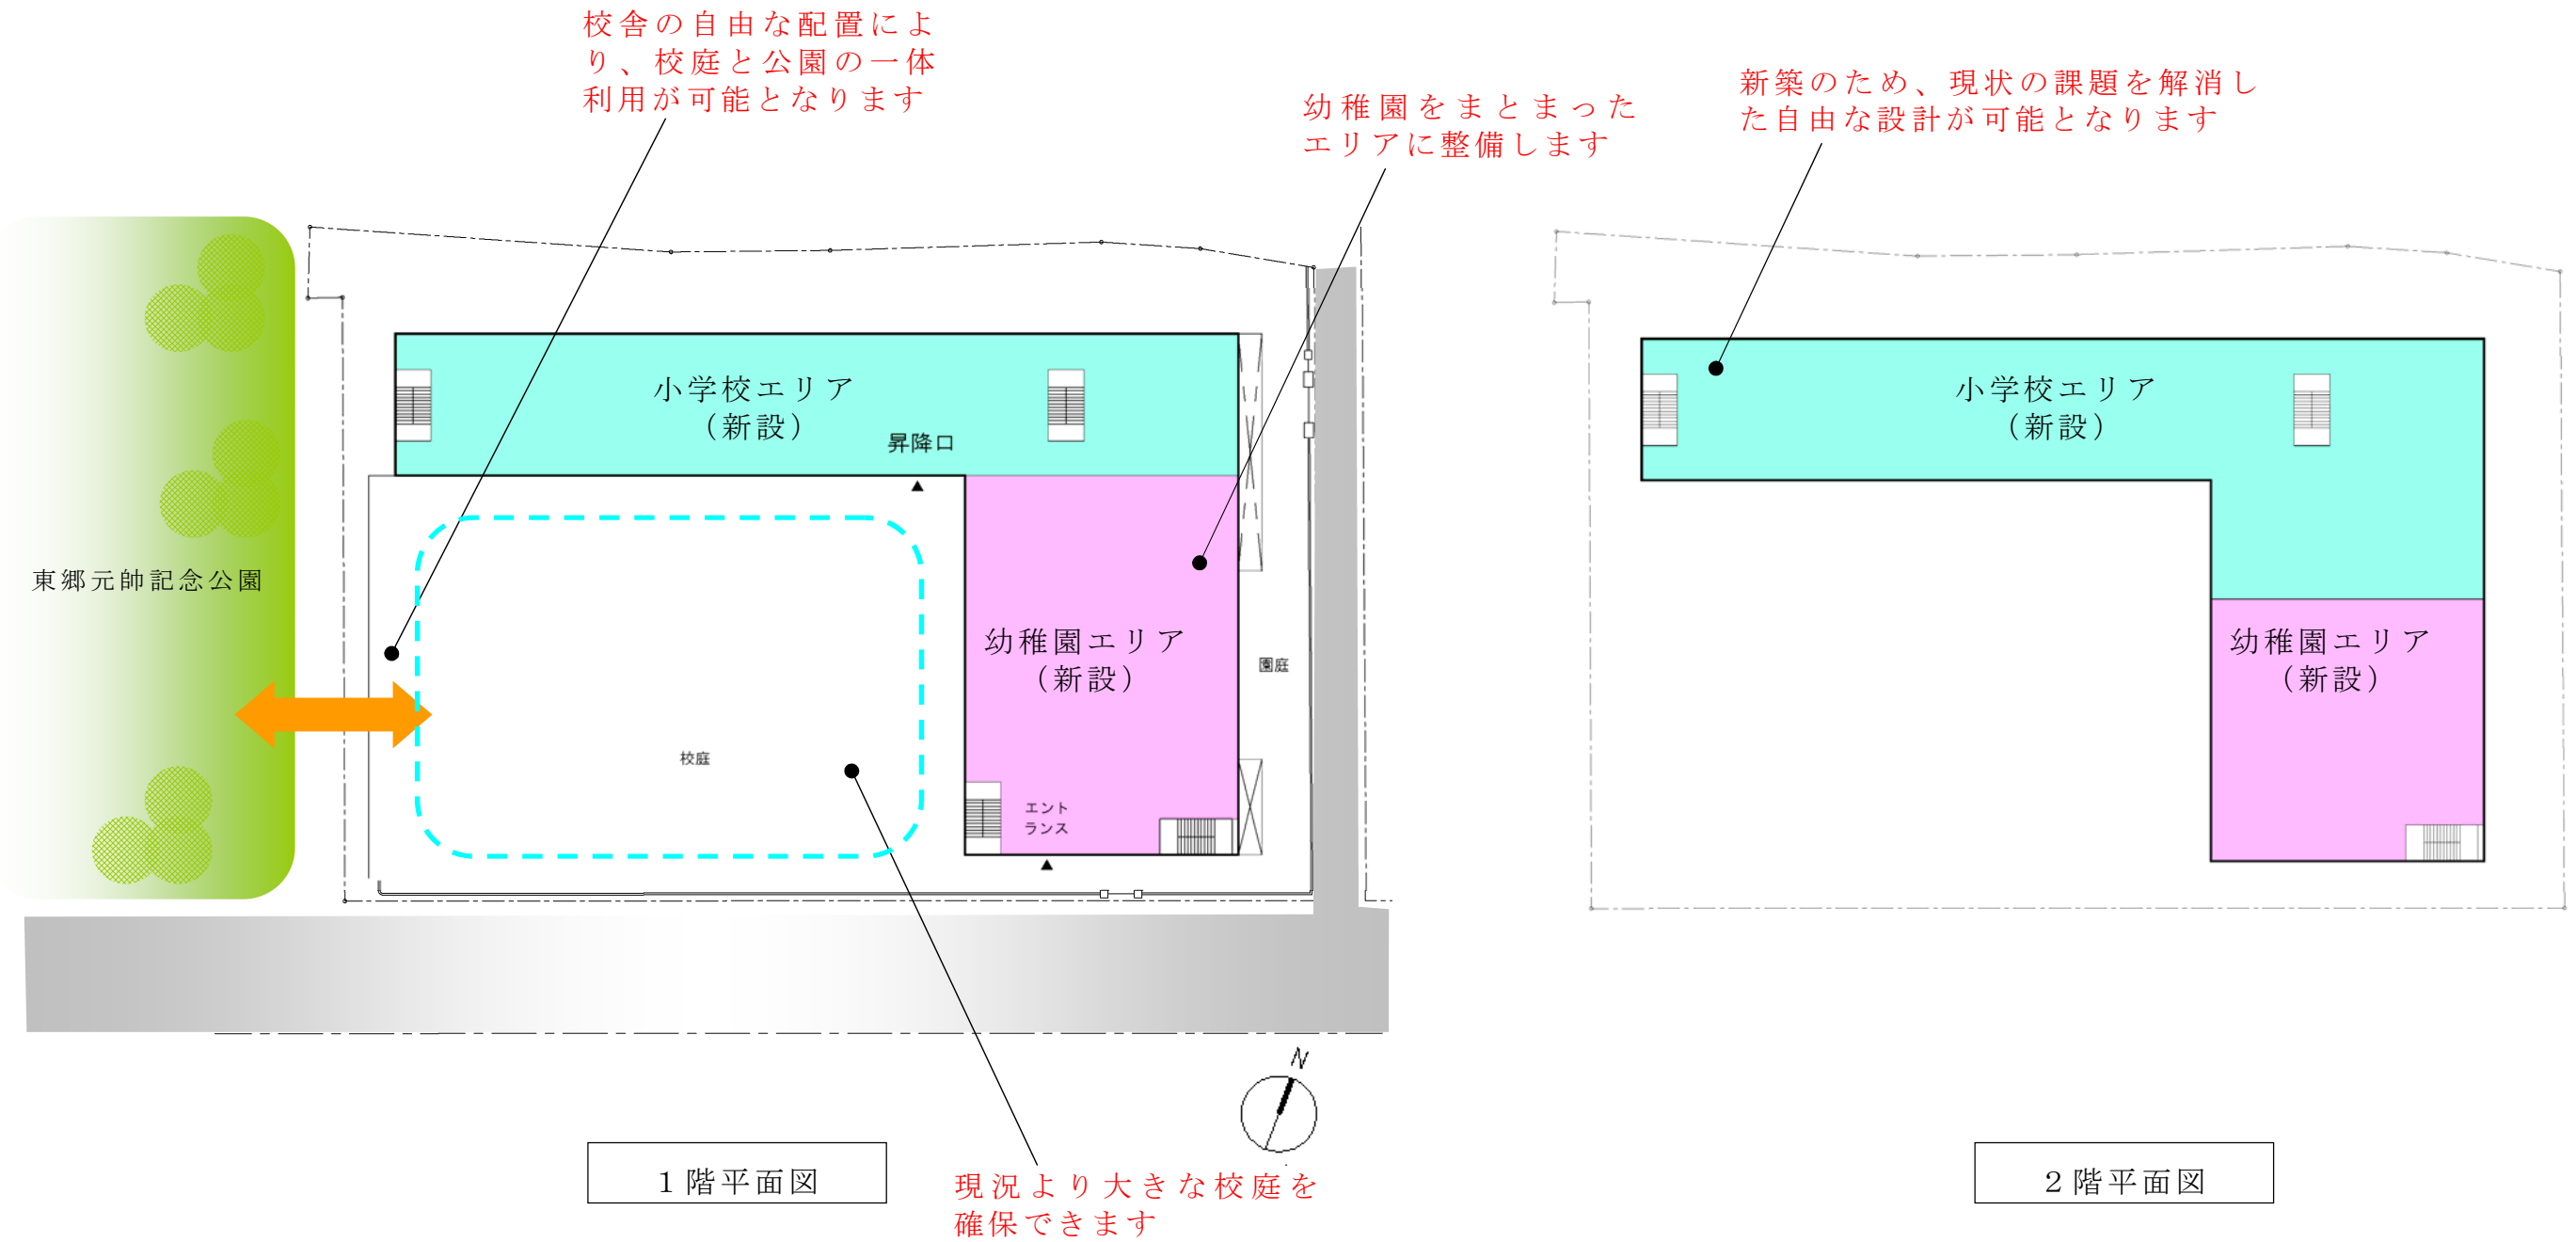 校舎の自由な配置によ
り、校庭と公園の一体
利用が可能となります
幼稚園をまとまった
エリアに整備します
新築のため、現状の課題を解消し
た自由な設計が可能となります
小学校エリア
（新設）
昇降口
小学校エリア
（新設）
東郷元帥記念公園
幼稚園エリア
（新設）
園庭
幼稚園エリア
（新設）
校庭
エント
ランス
N
１階平面図
現況より大きな校庭を
確保できます
２階平面図